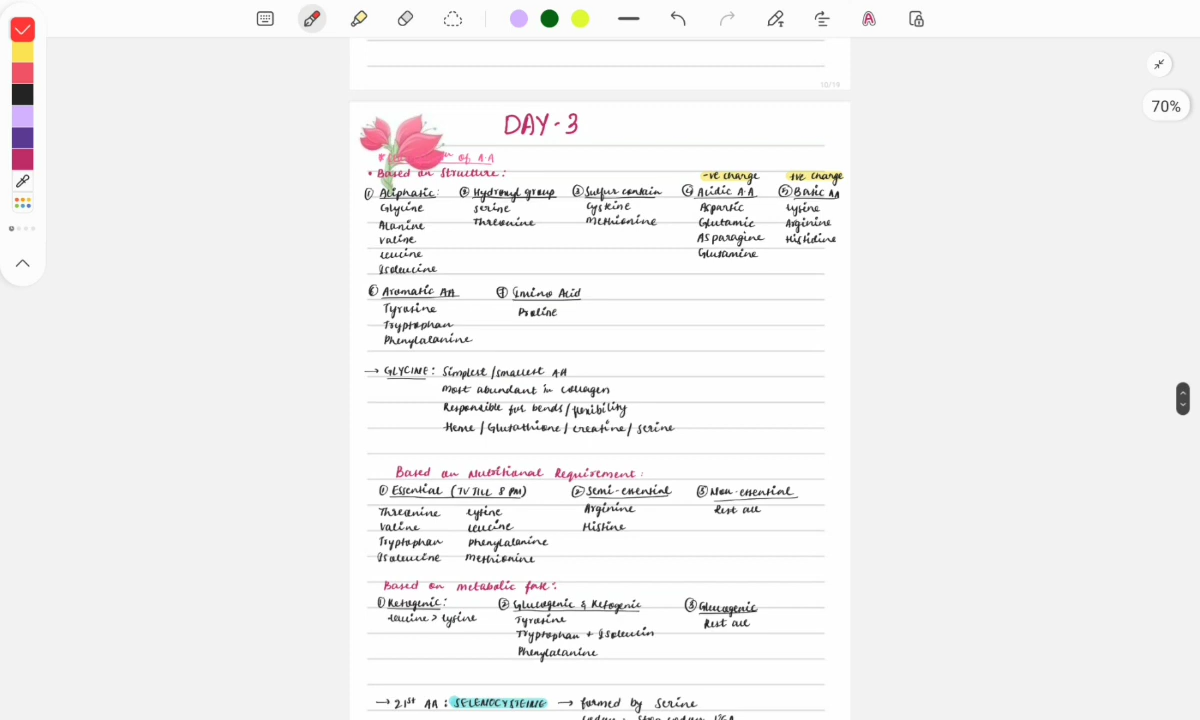 70%
10/19
DAY - 3
of A.A
• Based on Structure:
-ve charge
+ve charge
① Aliphatic:
Glycine
Alanine
Valine
Leucine
Isoleucine
② Hydroxyl group
Serine
Threonine
③ Sulfur contain
Cysteine
Methionine
④ Acidic A.A
Aspartic
Glutamic
Asparagine
Glutamine
⑤ Basic AA
Lysine
Arginine
Histidine
⑥ Aromatic AA
Tyrosine
Tryptophan
Phenylalanine
⑦ Imino Acid
Proline
→ GLYCINE: Simplest/smallest AA
Most abundant in collagen
Responsible for bends/flexibility
Heme/Glutathione/creatine/serine
Based on Nutritional Requirement:
① Essential (TV TILL 8 PM)
Threonine Lysine
Valine Leucine
Tryptophan Phenylalanine
Isoleucine Methionine
② Semi-essential
Arginine
Histine
③ Non-essential
Rest all
Based on metabolic fate:
① Ketogenic:
Leucine > Lysine
② Glucogenic & Ketogenic
Tyrosine
Tryptophan + Isoleucin
Phenylalanine
③ Glucogenic
Rest all
→ 21st AA: SELENOCYSTEINE → formed by Serine